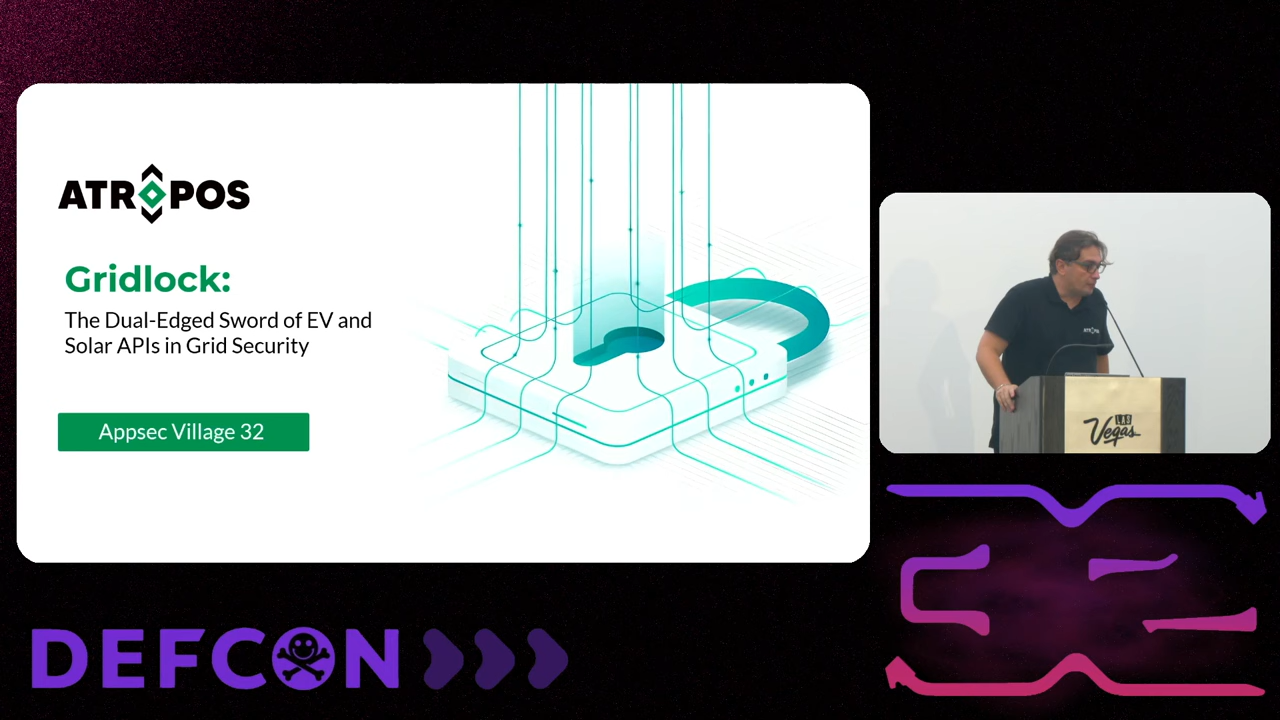 ATROPOS
Gridlock:
The Dual-Edged Sword of EV and
Solar APIs in Grid Security
Appsec Village 32
ATROPOS
LAS
Vegas
DEFCON